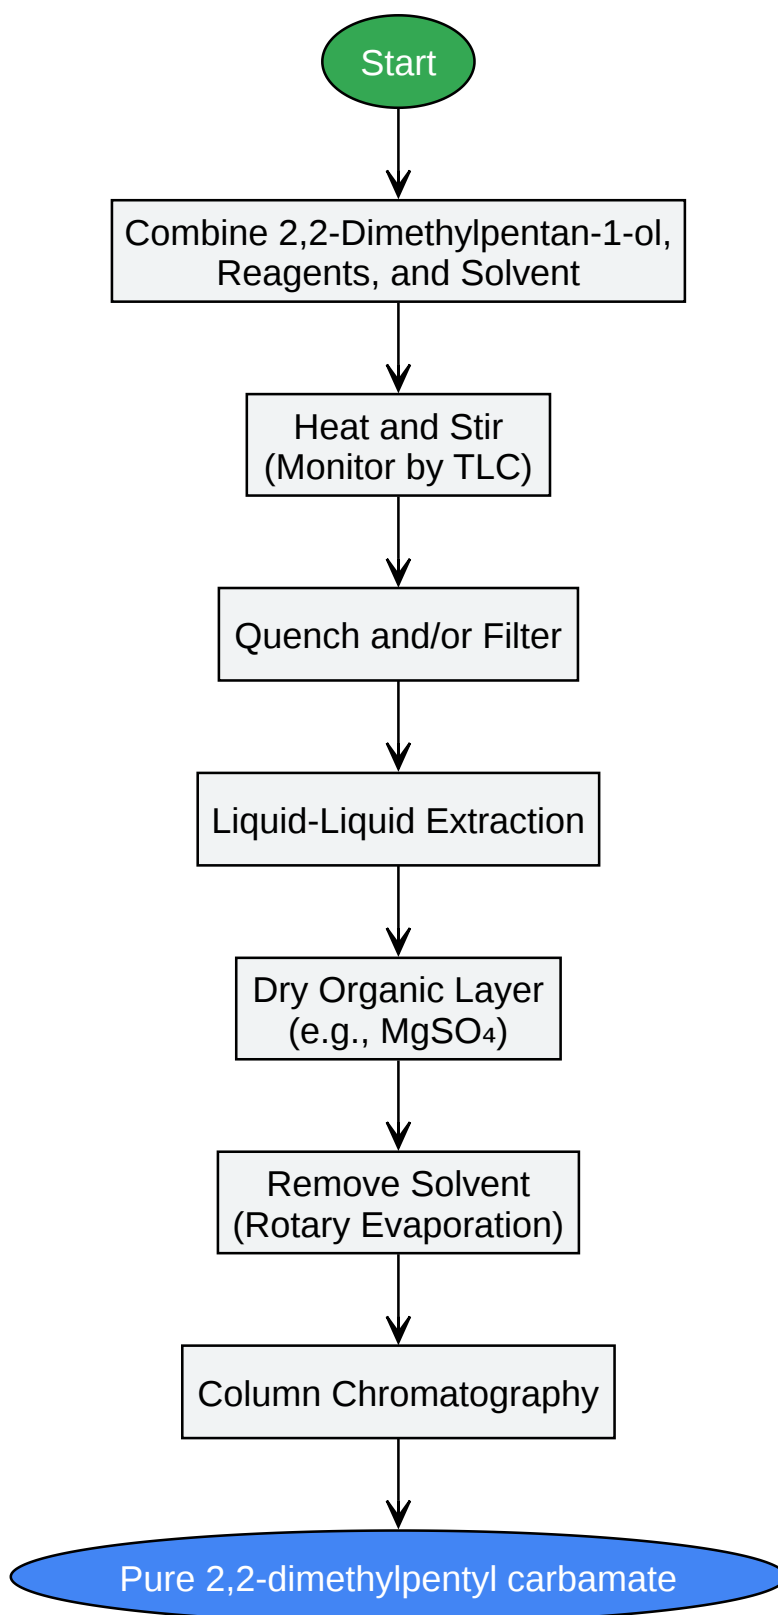 Start
Combine 2,2-Dimethylpentan-1-ol,
Reagents, and Solvent
Heat and Stir
(Monitor by TLC)
Quench and/or Filter
Liquid-Liquid Extraction
Dry Organic Layer
(e.g., MgSO₄)
Remove Solvent
(Rotary Evaporation)
Column Chromatography
Pure 2,2-dimethylpentyl carbamate